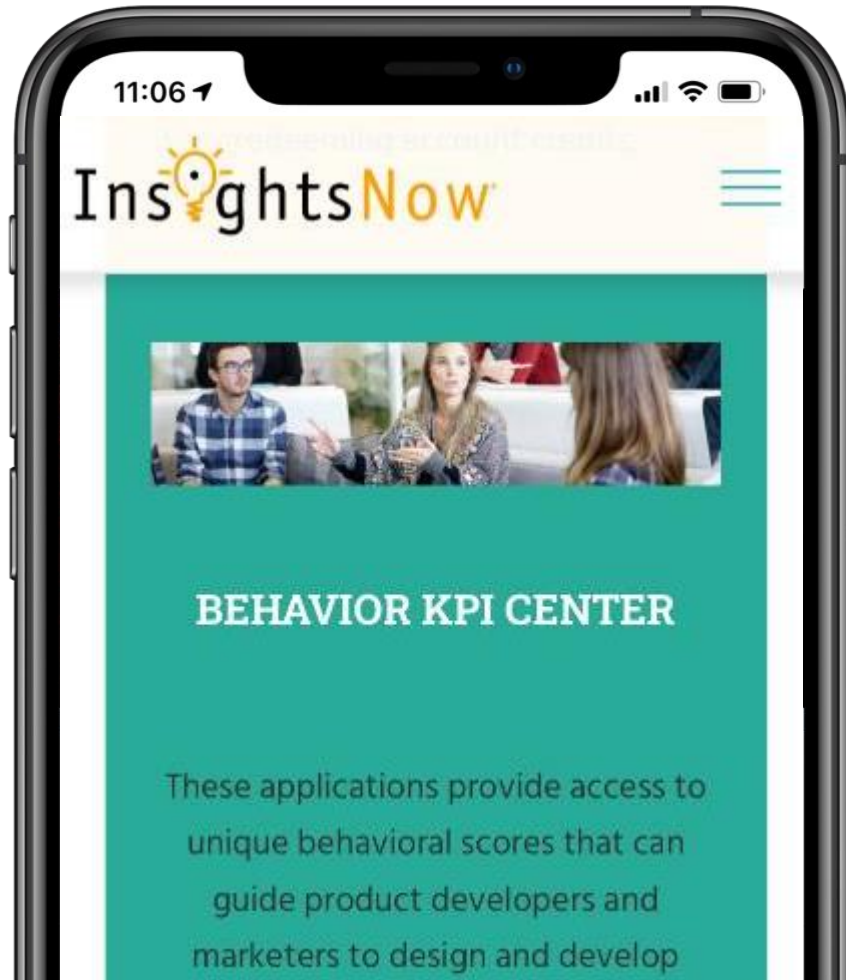 11:06
InsightsNow
BEHAVIOR KPI CENTER
These applications provide access to
unique behavioral scores that can
guide product developers and
marketers to design and develop